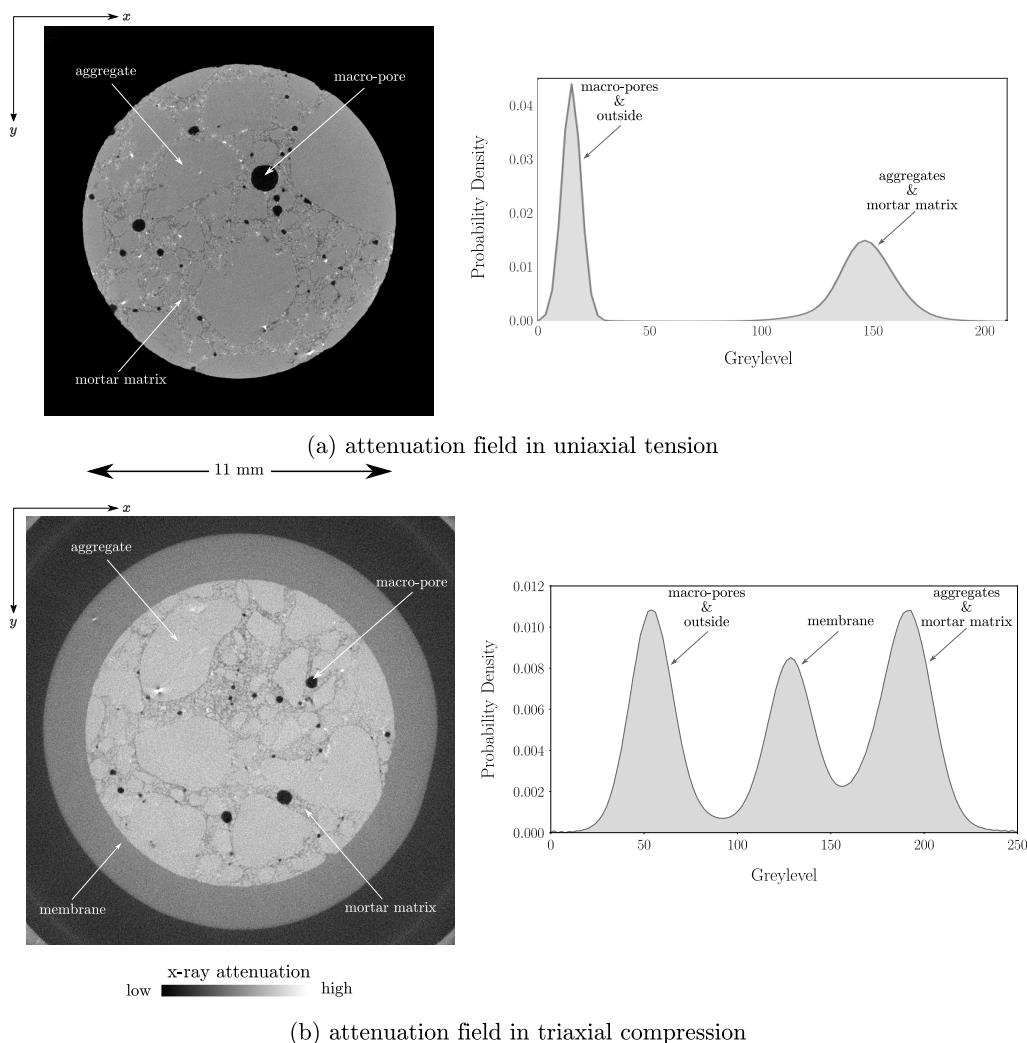 x
y
aggregate
macro-pore
mortar matrix
Probability Density
0.04
0.03
0.02
0.01
0.00
macro-pores
&
outside
aggregates
&
mortar matrix
0
50
100
150
200
Greylevel
(a) attenuation field in uniaxial tension
11 mm
x
y
aggregate
macro-pore
membrane
mortar matrix
Probability Density
0.012
0.010
0.008
0.006
0.004
0.002
0.000
macro-pores
&
outside
membrane
aggregates
&
mortar matrix
0
50
100
150
200
250
Greylevel
x-ray attenuation
low
high
(b) attenuation field in triaxial compression